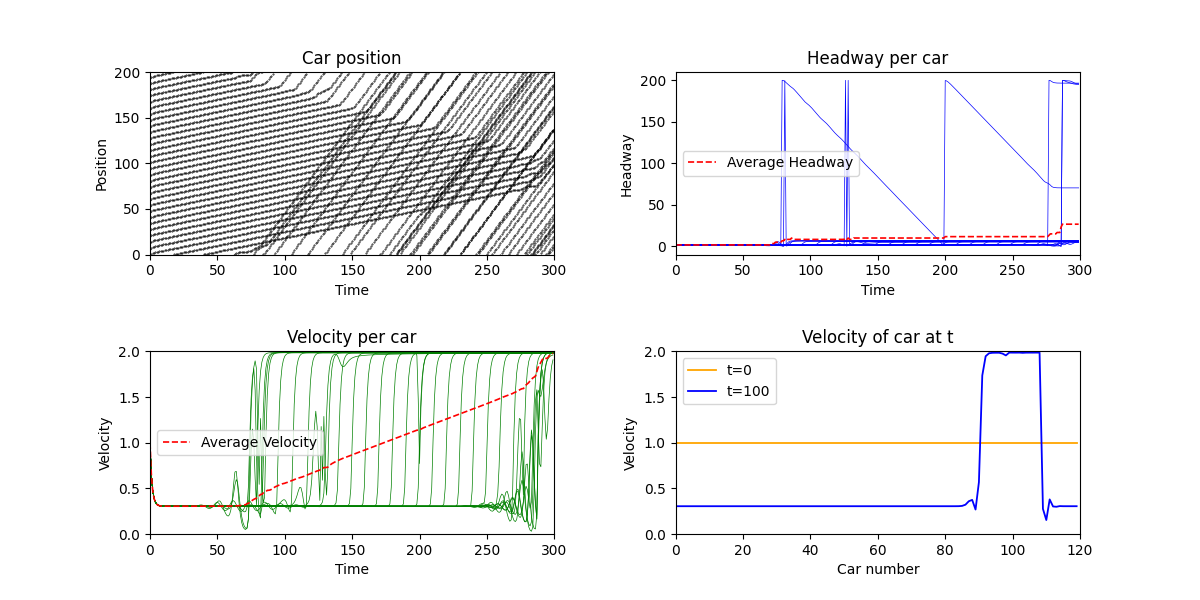 Car position
Position
200
150
100
50
0
0 50 100 150 200 250 300
Time
Headway per car
Headway
200
150
100
50
0
Average Headway
0 50 100 150 200 250 300
Time
Velocity per car
Velocity
2.0
1.5
1.0
0.5
0.0
Average Velocity
0 50 100 150 200 250 300
Time
Velocity of car at t
Velocity
2.0
1.5
1.0
0.5
0.0
t=0
t=100
0 20 40 60 80 100 120
Car number